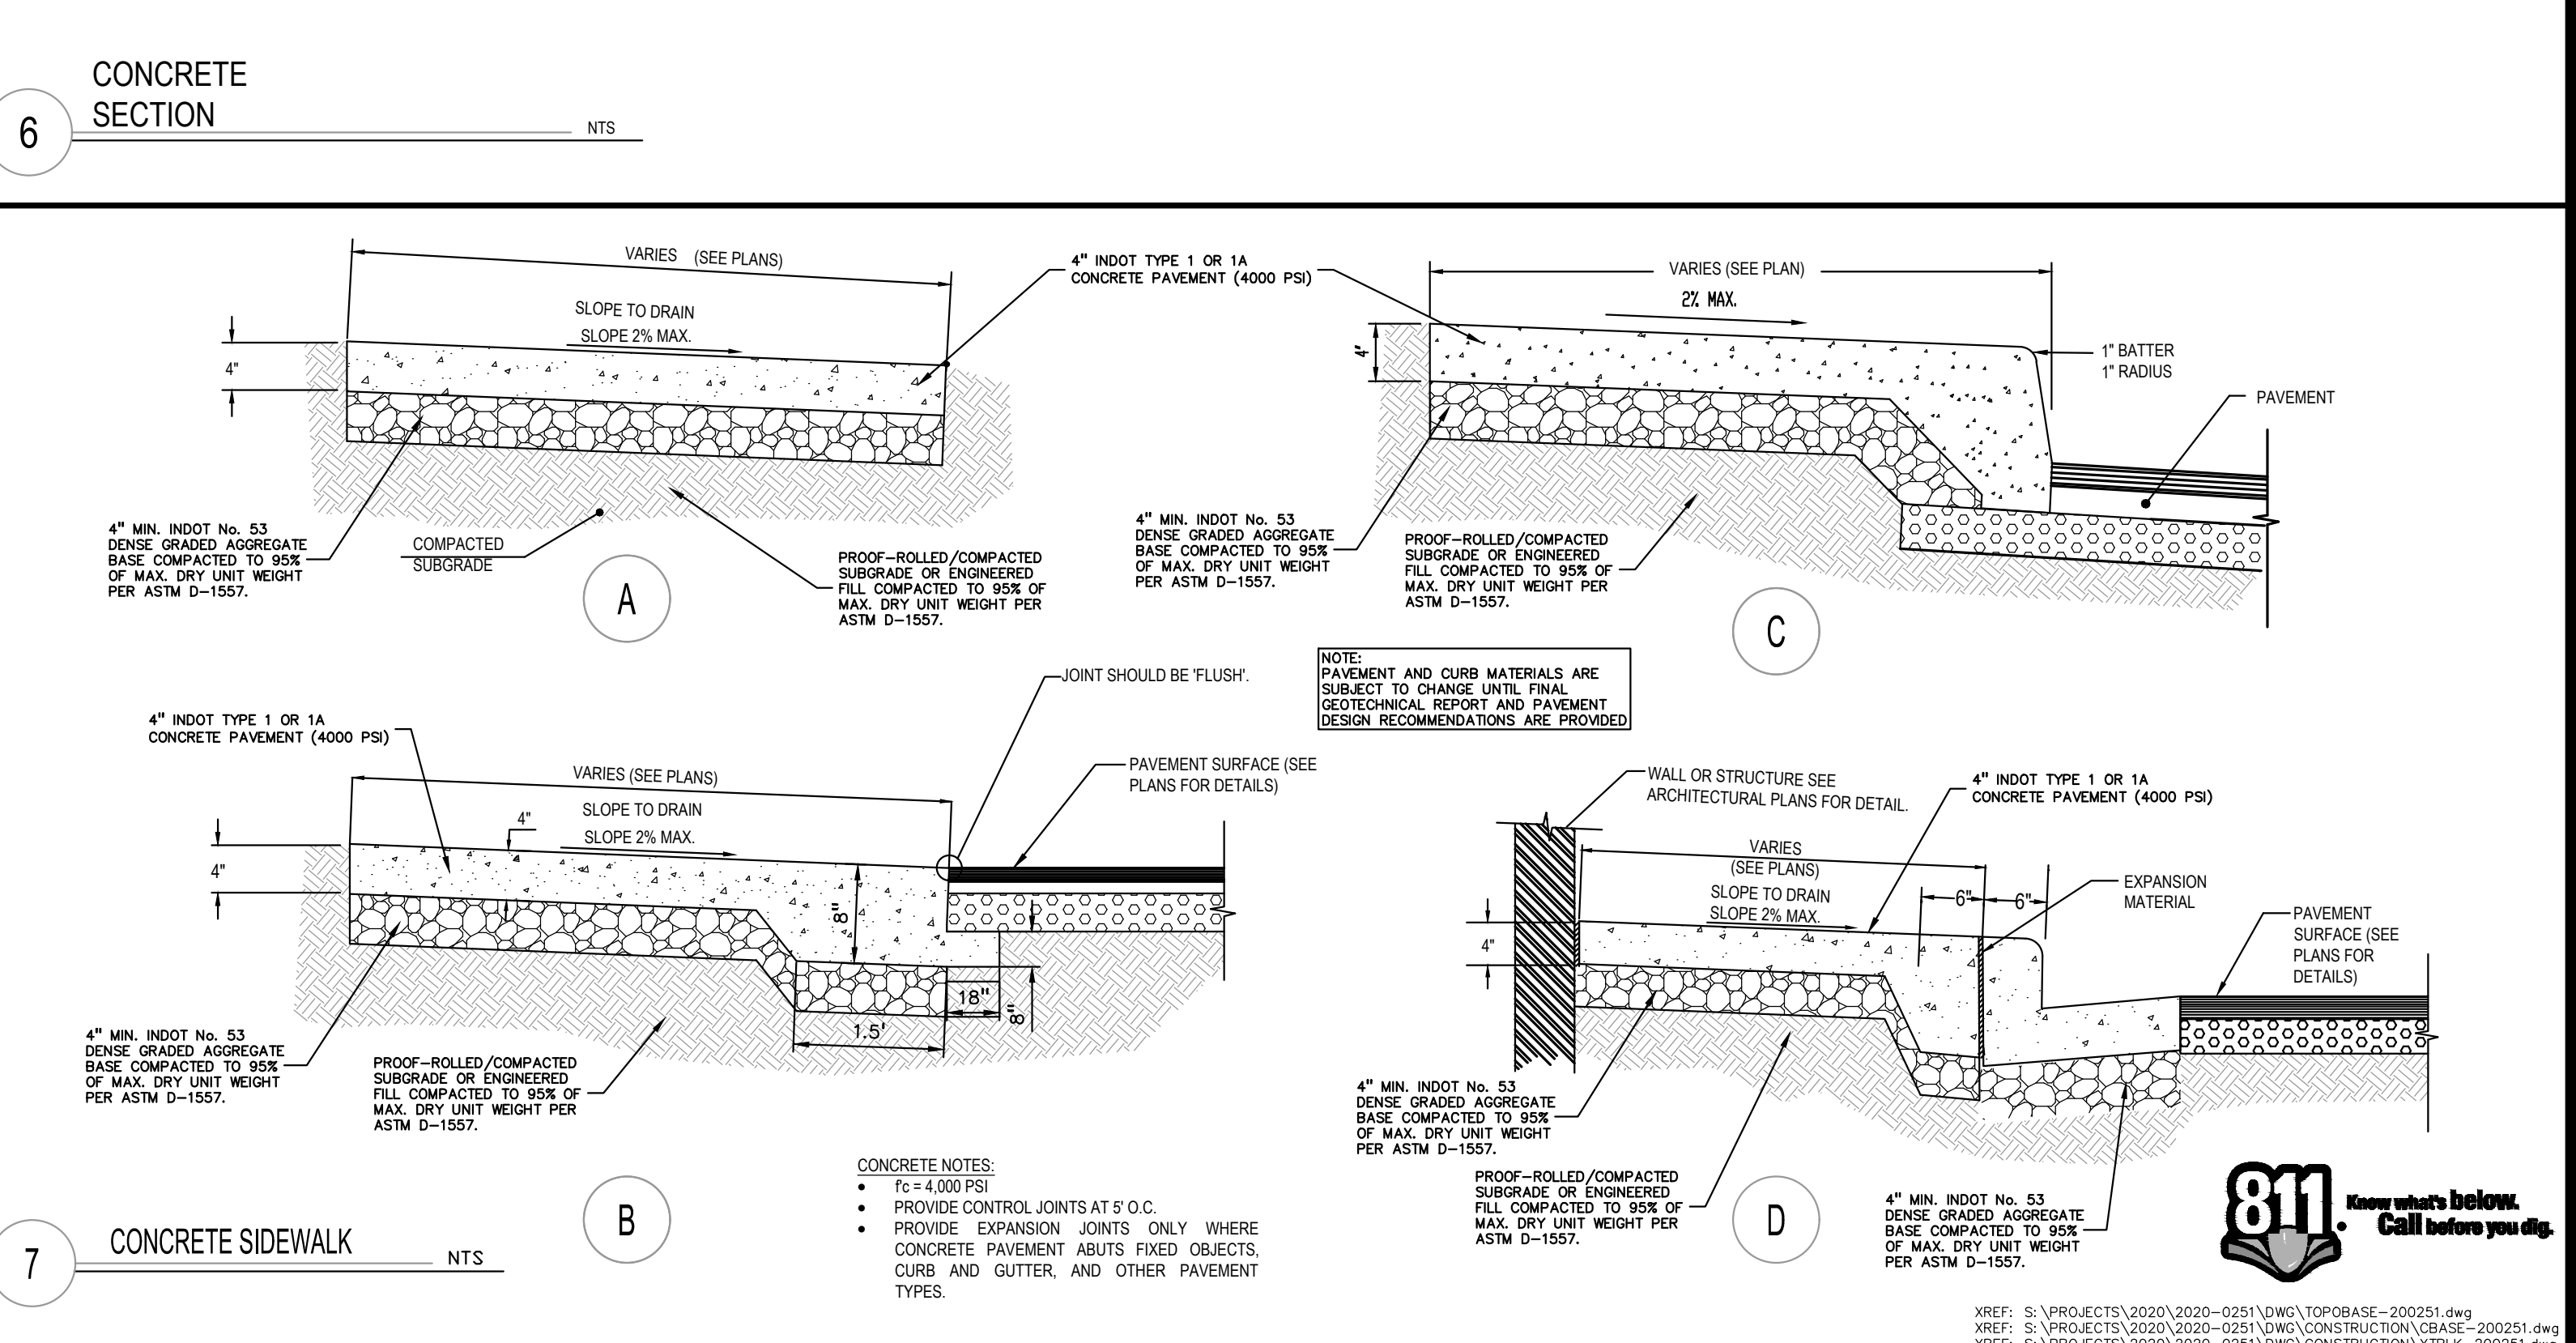 CONCRETE
SECTION
6
NTS
VARIES (SEE PLANS)
SLOPE TO DRAIN
SLOPE 2% MAX.
4"
4" INDOT TYPE 1 OR 1A
CONCRETE PAVEMENT (4000 PSI)
4" MIN. INDOT No. 53
DENSE GRADED AGGREGATE
BASE COMPACTED TO 95%
OF MAX. DRY UNIT WEIGHT
PER ASTM D-1557.
COMPACTED
SUBGRADE
PROOF-ROLLED/COMPACTED
SUBGRADE OR ENGINEERED
FILL COMPACTED TO 95% OF
MAX. DRY UNIT WEIGHT PER
ASTM D-1557.
A
VARIES (SEE PLAN)
2% MAX.
4'
1" BATTER
1" RADIUS
PAVEMENT
4" MIN. INDOT No. 53
DENSE GRADED AGGREGATE
BASE COMPACTED TO 95%
OF MAX. DRY UNIT WEIGHT
PER ASTM D-1557.
PROOF-ROLLED/COMPACTED
SUBGRADE OR ENGINEERED
FILL COMPACTED TO 95% OF
MAX. DRY UNIT WEIGHT PER
ASTM D-1557.
C
NOTE:
PAVEMENT AND CURB MATERIALS ARE
SUBJECT TO CHANGE UNTIL FINAL
GEOTECHNICAL REPORT AND PAVEMENT
DESIGN RECOMMENDATIONS ARE PROVIDED
JOINT SHOULD BE 'FLUSH'.
4" INDOT TYPE 1 OR 1A
CONCRETE PAVEMENT (4000 PSI)
VARIES (SEE PLANS)
PAVEMENT SURFACE (SEE
PLANS FOR DETAILS)
4"
SLOPE TO DRAIN
SLOPE 2% MAX.
4"
8"
18"
8"
1.5'
4" MIN. INDOT No. 53
DENSE GRADED AGGREGATE
BASE COMPACTED TO 95%
OF MAX. DRY UNIT WEIGHT
PER ASTM D-1557.
PROOF-ROLLED/COMPACTED
SUBGRADE OR ENGINEERED
FILL COMPACTED TO 95% OF
MAX. DRY UNIT WEIGHT PER
ASTM D-1557.
B
CONCRETE NOTES:
• f'c = 4,000 PSI
• PROVIDE CONTROL JOINTS AT 5' O.C.
• PROVIDE EXPANSION JOINTS ONLY WHERE
CONCRETE PAVEMENT ABUTS FIXED OBJECTS,
CURB AND GUTTER, AND OTHER PAVEMENT
TYPES.
7
CONCRETE SIDEWALK
NTS
WALL OR STRUCTURE SEE
ARCHITECTURAL PLANS FOR DETAIL.
4" INDOT TYPE 1 OR 1A
CONCRETE PAVEMENT (4000 PSI)
VARIES
(SEE PLANS)
SLOPE TO DRAIN
SLOPE 2% MAX.
6"
6"
EXPANSION
MATERIAL
PAVEMENT
SURFACE (SEE
PLANS FOR
DETAILS)
4"
4" MIN. INDOT No. 53
DENSE GRADED AGGREGATE
BASE COMPACTED TO 95%
OF MAX. DRY UNIT WEIGHT
PER ASTM D-1557.
PROOF-ROLLED/COMPACTED
SUBGRADE OR ENGINEERED
FILL COMPACTED TO 95% OF
MAX. DRY UNIT WEIGHT PER
ASTM D-1557.
D
4" MIN. INDOT No. 53
DENSE GRADED AGGREGATE
BASE COMPACTED TO 95%
OF MAX. DRY UNIT WEIGHT
PER ASTM D-1557.
811.
Know what's below.
Call before you dig.
XREF: S:\PROJECTS\2020\2020-0251\DWG\TOPOBASE-200251.dwg
XREF: S:\PROJECTS\2020\2020-0251\DWG\CONSTRUCTION\CBASE-200251.dwg